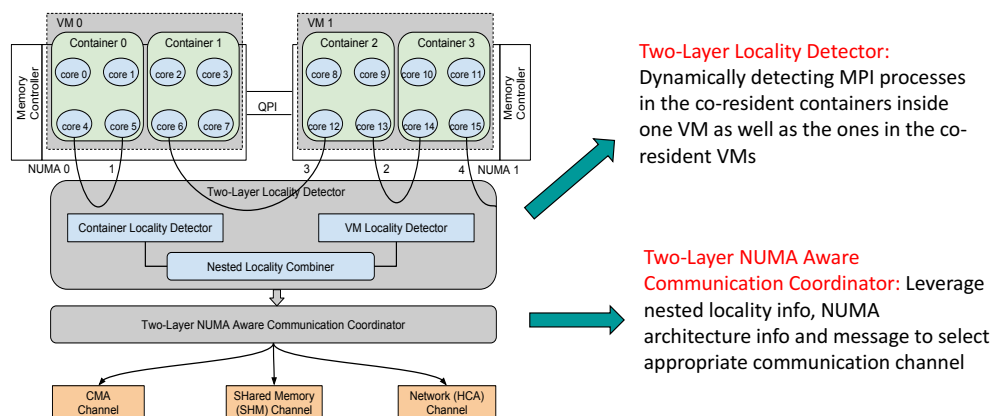 VM 0
VM 1
Container 0
Container 1
Container 2
Container 3
core 0
core 1
core 2
core 3
core 8
core 9
core 10
core 11
core 4
core 5
core 6
core 7
core 12
core 13
core 14
core 15
Memory
Controller
QPI
Memory
Controller
NUMA 0
1
3
2
4
NUMA 1
Two-Layer Locality Detector
Container Locality Detector
VM Locality Detector
Nested Locality Combiner
Two-Layer NUMA Aware Communication Coordinator
CMA
Channel
SHared Memory
(SHM) Channel
Network (HCA)
Channel
Two-Layer Locality Detector:
Dynamically detecting MPI processes
in the co-resident containers inside
one VM as well as the ones in the co-
resident VMs
Two-Layer NUMA Aware
Communication Coordinator: Leverage
nested locality info, NUMA
architecture info and message to select
appropriate communication channel